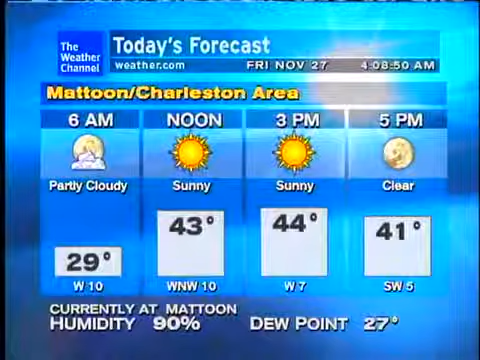 The Weather Channel
Today's Forecast
weather.com FRI NOV 27 4:08:50 AM
Mattoon/Charleston Area
6 AM NOON 3 PM 5 PM
Partly Cloudy Sunny Sunny Clear
29° 43° 44° 41°
W 10 WNW 10 W 7 SW 5
CURRENTLY AT MATTOON
HUMIDITY 90% DEW POINT 27°